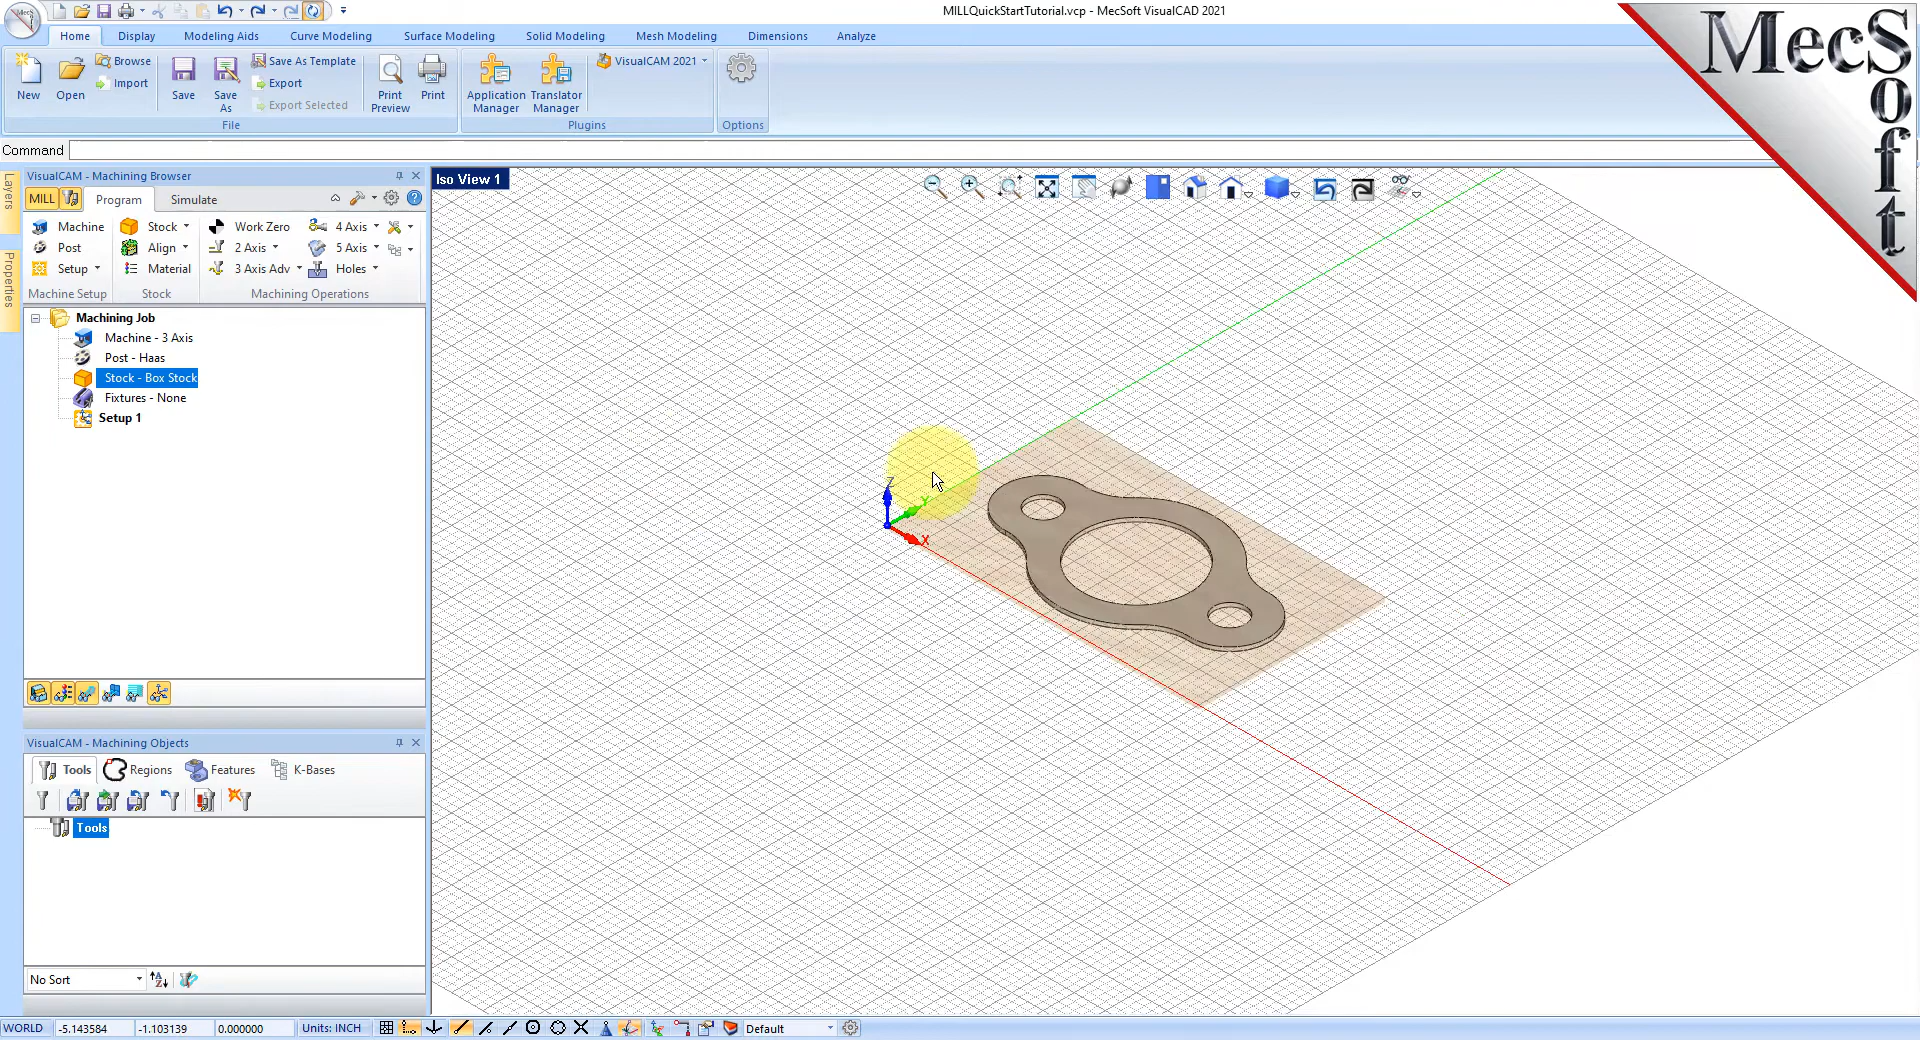 MILLQuickStartTutorial.vcp - MecSoft VisualCAD 2021
Home Display Modeling Aids Curve Modeling Surface Modeling Solid Modeling Mesh Modeling Dimensions Analyze
New Open Browse Import Save Save As Save As Template Export Export Selected Print Preview Print Application Manager Translator Manager VisualCAM 2021
File Plugins Options
Command
Layers
Properties
VisualCAM - Machining Browser
MILL Program Simulate
Machine Stock Work Zero 4 Axis
Post Align 2 Axis 5 Axis
Setup Material 3 Axis Adv Holes
Machine Setup Stock Machining Operations
Machining Job
Machine - 3 Axis
Post - Haas
Stock - Box Stock
Fixtures - None
Setup 1
VisualCAM - Machining Objects
Tools Regions Features K-Bases
Tools
No Sort
Iso View 1
Z
Y
X
MecSoft
WORLD -5.143584 -1.103139 0.000000 Units: INCH Default